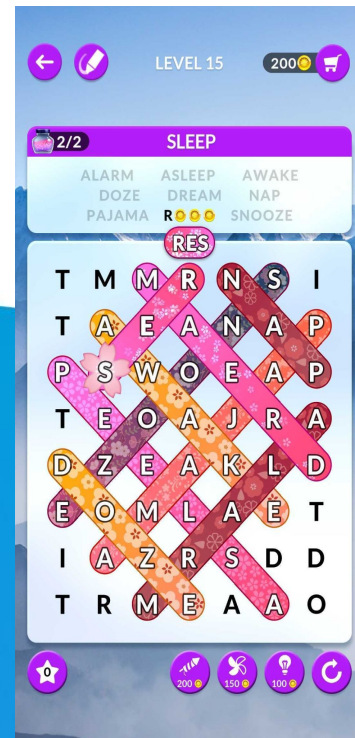 LEVEL 15 200
2/2 SLEEP
ALARM ASLEEP AWAKE
DOZE DREAM NAP
PAJAMA R SNOOZE
RES
T M M R N S I
T A E A N A P
P S W O E A P
T E O A J R A
D Z E A K L D
E O M L A E T
I A Z R S D D
T R M E A A O
0 200 150 100